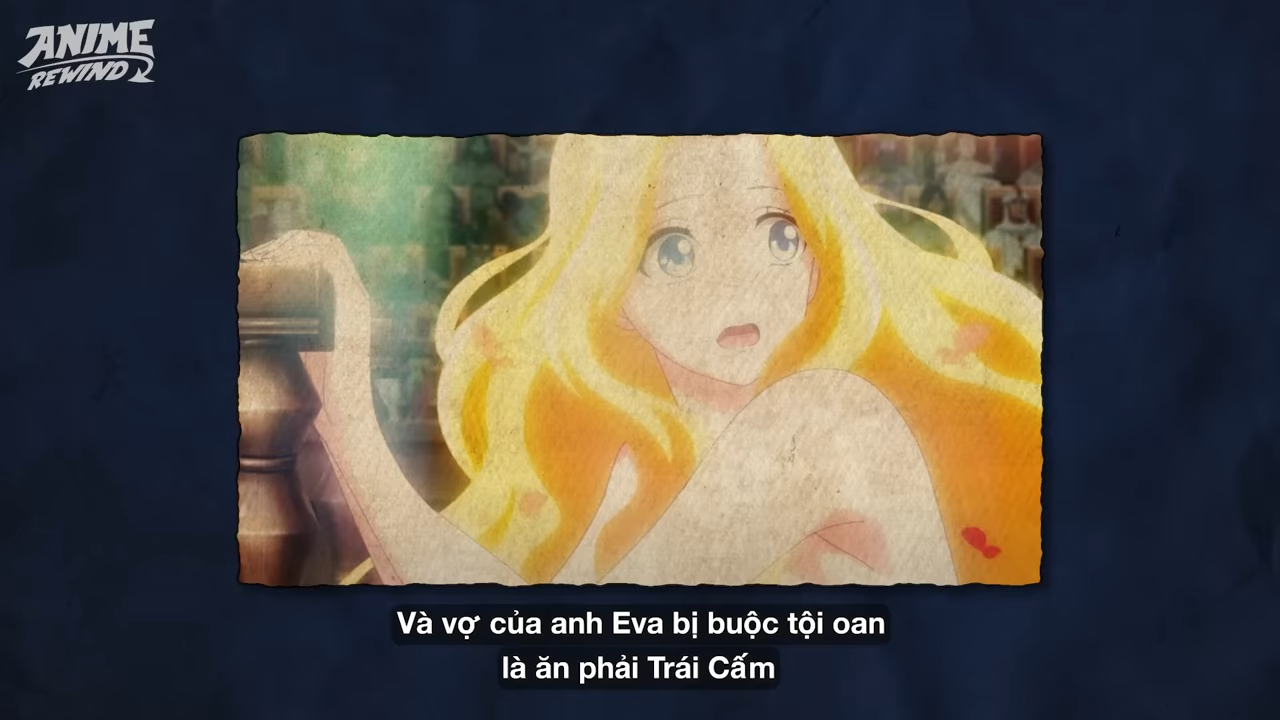 ANIME
REWIND
Và vợ của anh Eva bị buộc tội oan
là ăn phải Trái Cấm